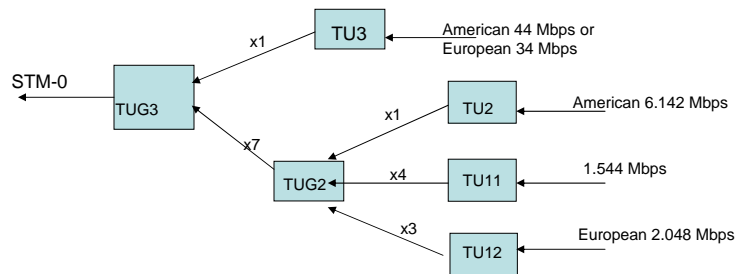 American 44 Mbps or
European 34 Mbps
TU3
x1
STM-0
TUG3
x7
TU2
American 6.142 Mbps
x1
TUG2
x4
TU11
1.544 Mbps
x3
TU12
European 2.048 Mbps